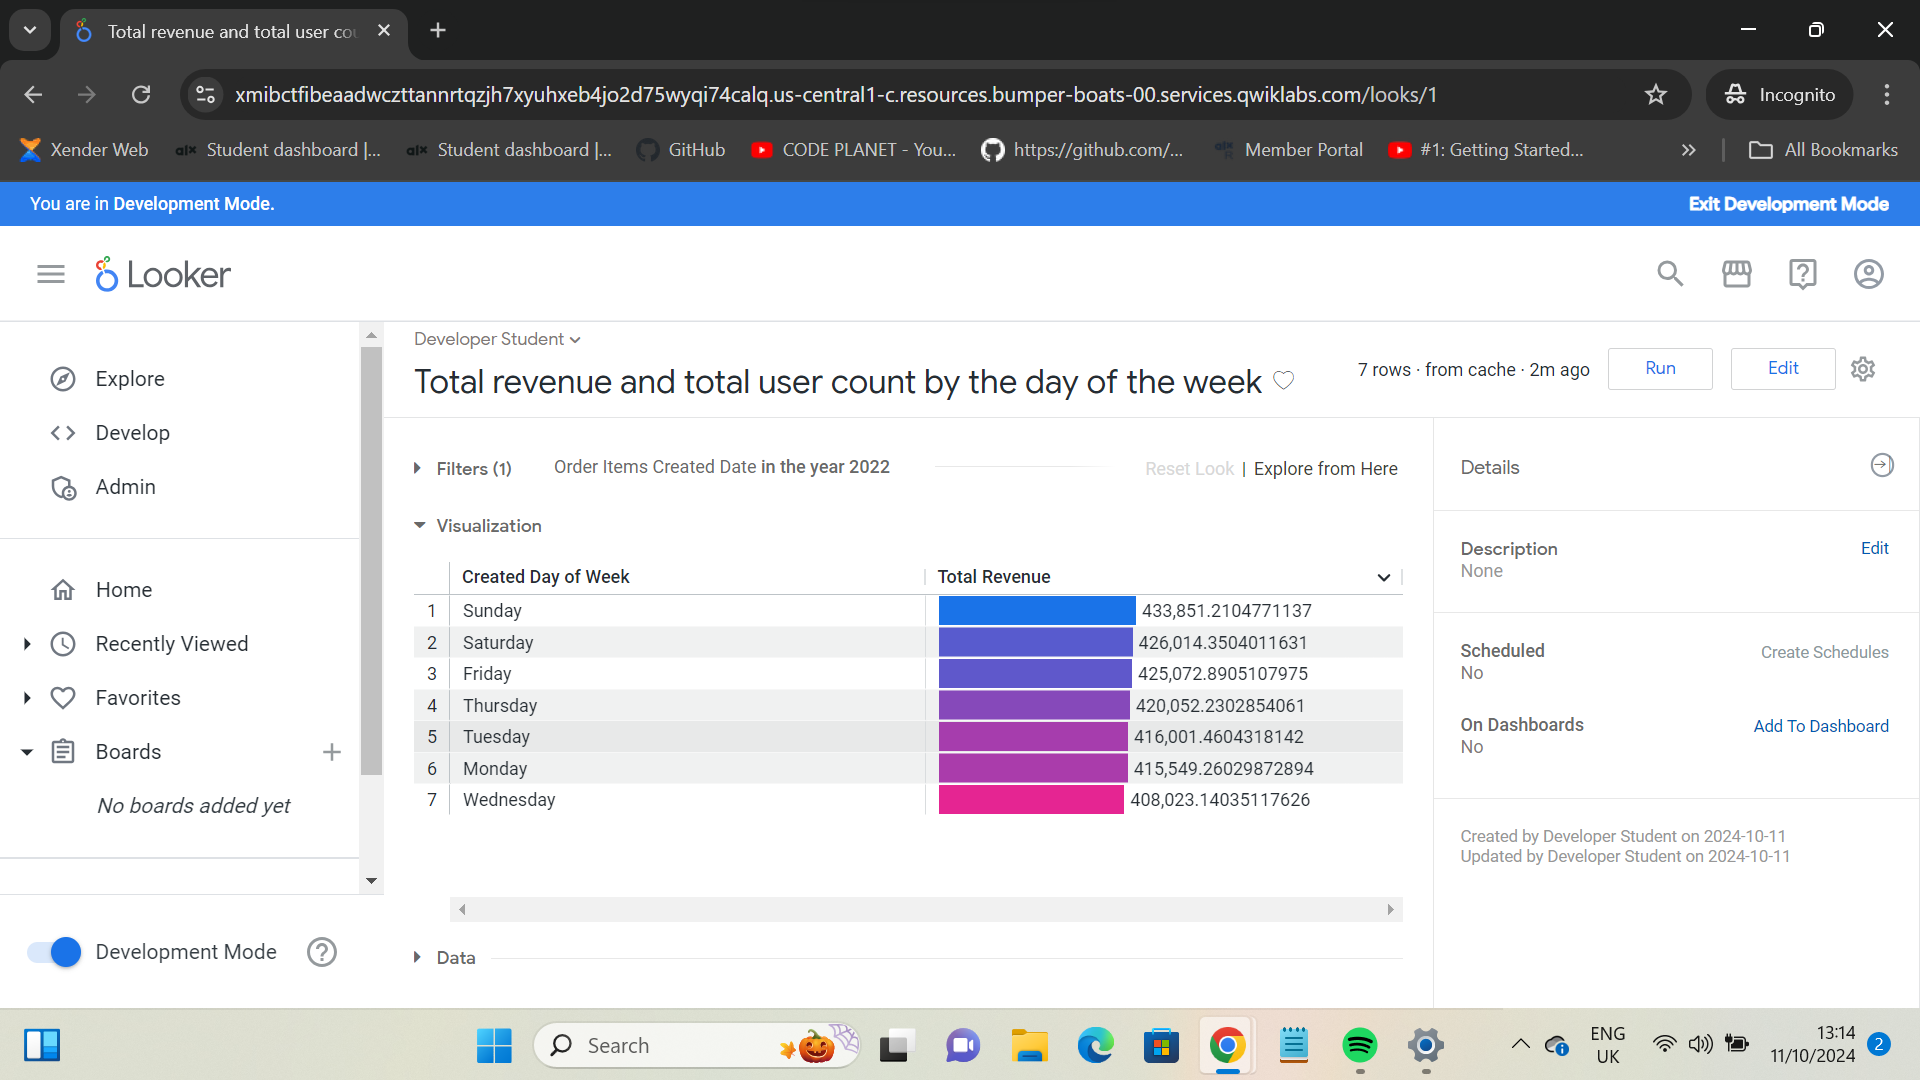 Total revenue and total user cou
xmibctfibeaadwczttannrtqzjh7xyuhxeb4jo2d75wyqi74calq.us-central1-c.resources.bumper-boats-00.services.qwiklabs.com/looks/1
Incognito
Xender Web
Student dashboard |...
Student dashboard |...
GitHub
CODE PLANET - You...
https://github.com/...
Member Portal
#1: Getting Started...
All Bookmarks
You are in Development Mode.
Exit Development Mode
Looker
Explore
Develop
Admin
Home
Recently Viewed
Favorites
Boards
No boards added yet
Development Mode
Developer Student
Total revenue and total user count by the day of the week
7 rows · from cache · 2m ago
Run
Edit
Filters (1)
Order Items Created Date in the year 2022
Reset Look | Explore from Here
Visualization
Created Day of Week Total Revenue
1 Sunday 433,851.2104771137
2 Saturday 426,014.3504011631
3 Friday 425,072.8905107975
4 Thursday 420,052.2302854061
5 Tuesday 416,001.4604318142
6 Monday 415,549.26029872894
7 Wednesday 408,023.14035117626
Data
Details
Description
Edit
None
Scheduled
Create Schedules
No
On Dashboards
Add To Dashboard
No
Created by Developer Student on 2024-10-11
Updated by Developer Student on 2024-10-11
Search
ENG
UK
13:14
11/10/2024
2